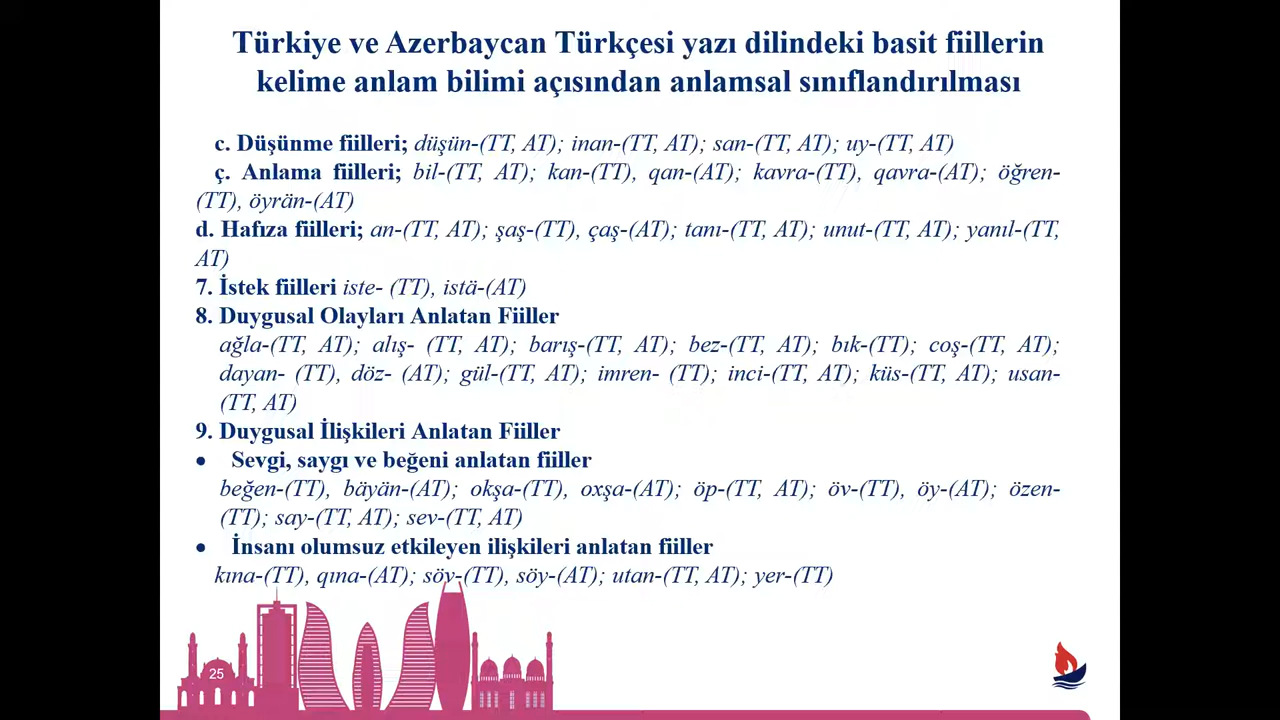 Türkiye ve Azerbaycan Türkçesi yazı dilindeki basit fiillerin
kelime anlam bilimi açısından anlamsal sınıflandırılması
c. Düşünme fiilleri; düşün-(TT, AT); inan-(TT, AT); san-(TT, AT); uy-(TT, AT)
ç. Anlama fiilleri; bil-(TT, AT); kan-(TT), qan-(AT); kavra-(TT), qavra-(AT); öğren-
(TT), öyrän-(AT)
d. Hafıza fiilleri; an-(TT, AT); şaş-(TT), çaş-(AT); tanı-(TT, AT); unut-(TT, AT); yanıl-(TT,
AT)
7. İstek fiilleri iste- (TT), istä-(AT)
8. Duygusal Olayları Anlatan Fiiller
ağla-(TT, AT); alış- (TT, AT); barış-(TT, AT); bez-(TT, AT); bık-(TT); coş-(TT, AT);
dayan- (TT), döz- (AT); gül-(TT, AT); imren- (TT); inci-(TT, AT); küs-(TT, AT); usan-
(TT, AT)
9. Duygusal İlişkileri Anlatan Fiiller
• Sevgi, saygı ve beğeni anlatan fiiller
beğen-(TT), bäyän-(AT); okşa-(TT), oxşa-(AT); öp-(TT, AT); öv-(TT), öy-(AT); özen-
(TT); say-(TT, AT); sev-(TT, AT)
• İnsanı olumsuz etkileyen ilişkileri anlatan fiiller
kına-(TT), qına-(AT); söv-(TT), söy-(AT); utan-(TT, AT); yer-(TT)
25